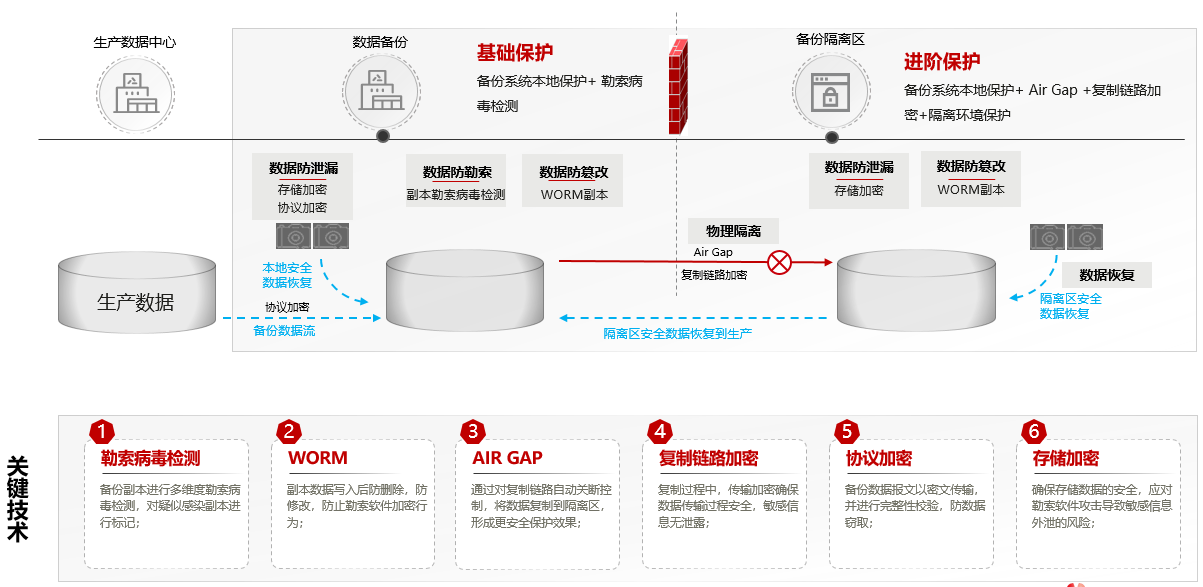 生产数据中心
数据备份
基础保护
备份系统本地保护+ 勒索病
毒检测
备份隔离区
进阶保护
备份系统本地保护+ Air Gap +复制链路加
密+隔离环境保护
数据防泄漏
存储加密
协议加密
数据防勒索
副本勒索病毒检测
数据防篡改
WORM副本
数据防泄漏
存储加密
数据防篡改
WORM副本
物理隔离
Air Gap
复制链路加密
本地安全
数据恢复
生产数据
协议加密
备份数据流
隔离区安全数据恢复到生产
数据恢复
隔离区安全
数据恢复
关键技术
1
勒索病毒检测
备份副本进行多维度勒索病
毒检测，对疑似感染副本进
行标记；
2
WORM
副本数据写入后防删除，防
修改，防止勒索软件加密行
为；
3
AIR GAP
通过对复制链路自动关断控
制，将数据复制到隔离区，
形成更安全保护效果；
4
复制链路加密
复制过程中，传输加密确保
数据传输过程安全，敏感信
息无泄露；
5
协议加密
备份数据报文以密文传输，
并进行完整性校验，防数据
窃取；
6
存储加密
确保存储数据的安全，应对
勒索软件攻击导致敏感信息
外泄的风险；